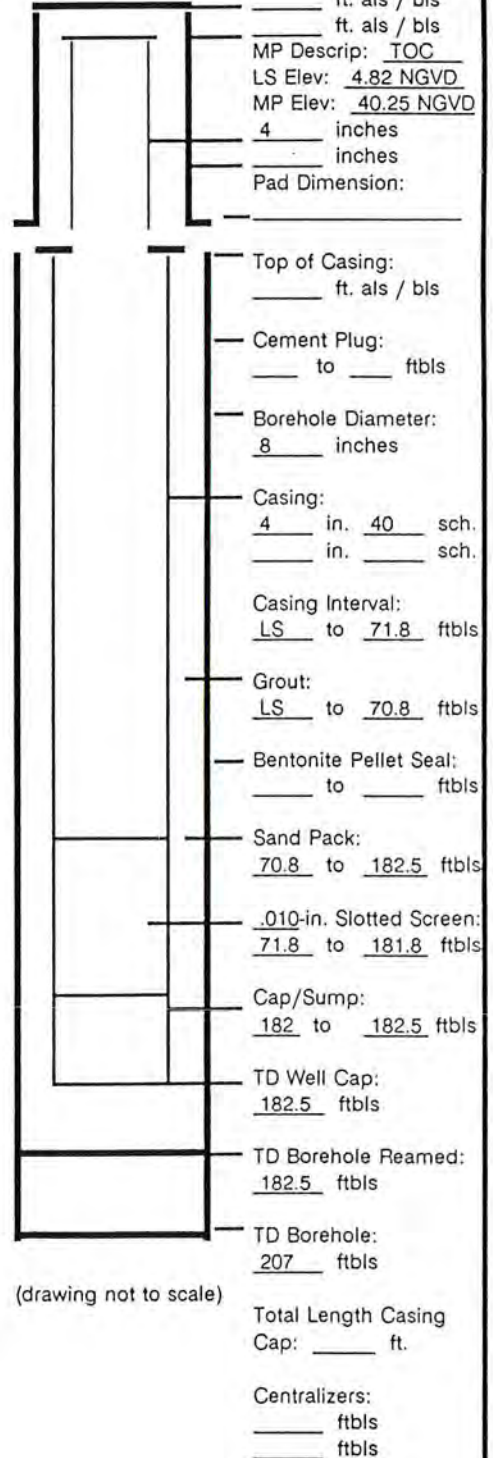 ft. als / bls
ft. als / bls
MP Descrip: TOC
LS Elev: 4.82 NGVD
MP Elev: 40.25 NGVD
4 inches
inches
Pad Dimension:
Top of Casing:
ft. als / bls
Cement Plug:
to ftbls
Borehole Diameter:
8 inches
Casing:
4 in. 40 sch.
in. sch.
Casing Interval:
LS to 71.8 ftbls
Grout:
LS to 70.8 ftbls
Bentonite Pellet Seal:
to ftbls
Sand Pack:
70.8 to 182.5 ftbls
.010-in. Slotted Screen:
71.8 to 181.8 ftbls
Cap/Sump:
182 to 182.5 ftbls
TD Well Cap:
182.5 ftbls
TD Borehole Reamed:
182.5 ftbls
TD Borehole:
207 ftbls
(drawing not to scale)
Total Length Casing
Cap: ft.
Centralizers:
ftbls
ftbls